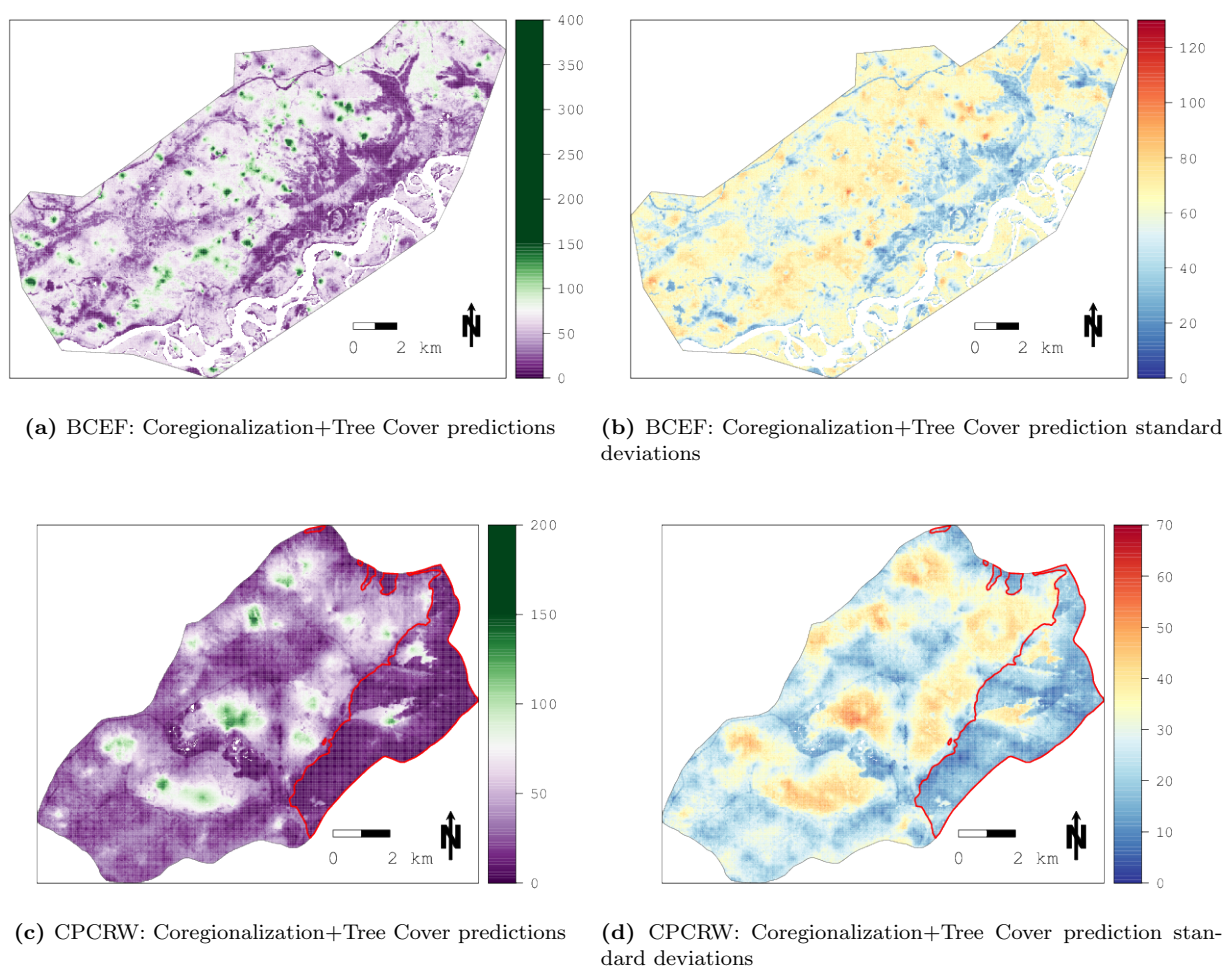 400
350
300
250
200
150
100
50
0
N
0 2 km
120
100
80
60
40
20
0
N
0 2 km
(a) BCEF: Coregionalization+Tree Cover predictions
(b) BCEF: Coregionalization+Tree Cover prediction standard
deviations
200
150
100
50
0
N
0 2 km
70
60
50
40
30
20
10
0
N
0 2 km
(c) CPCRW: Coregionalization+Tree Cover predictions
(d) CPCRW: Coregionalization+Tree Cover prediction stan-
dard deviations